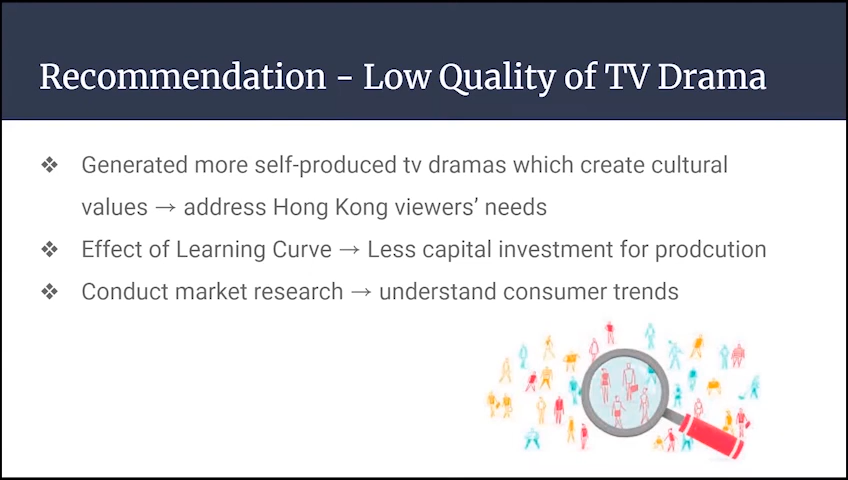 Recommendation - Low Quality of TV Drama
❖ Generated more self-produced tv dramas which create cultural
values → address Hong Kong viewers’ needs
❖ Effect of Learning Curve → Less capital investment for prodcution
❖ Conduct market research → understand consumer trends